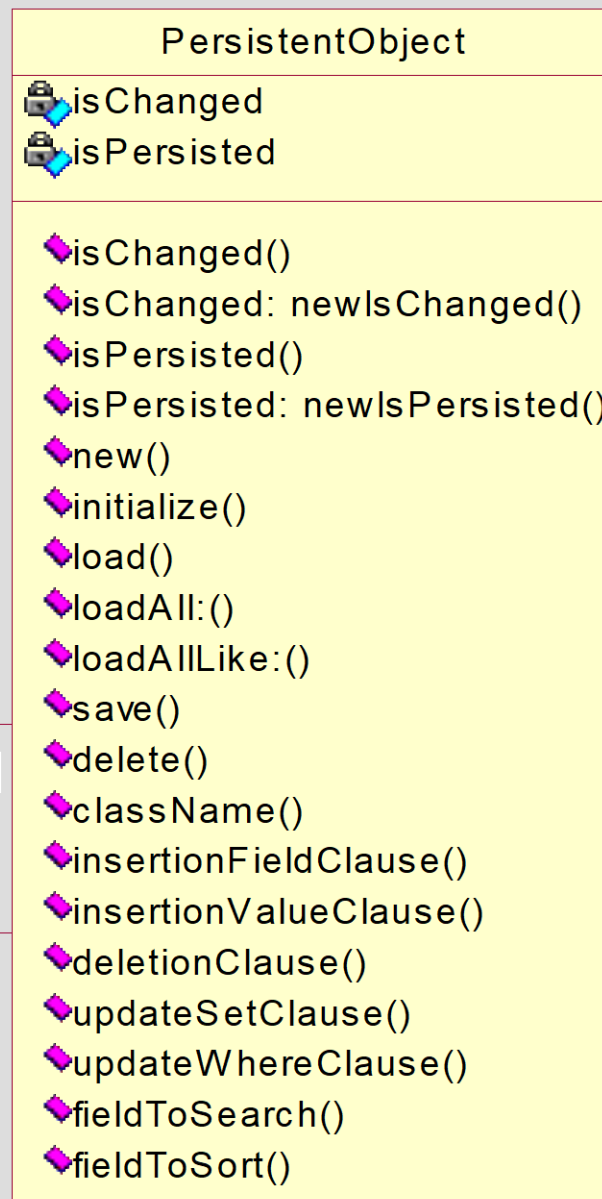 PersistentObject
isChanged
isPersisted
isChanged()
isChanged: newIsChanged()
isPersisted()
isPersisted: newIsPersisted()
new()
initialize()
load()
loadAll:()
loadAllLike:()
save()
delete()
className()
insertionFieldClause()
insertionValueClause()
deletionClause()
updateSetClause()
updateWhereClause()
fieldToSearch()
fieldToSort()